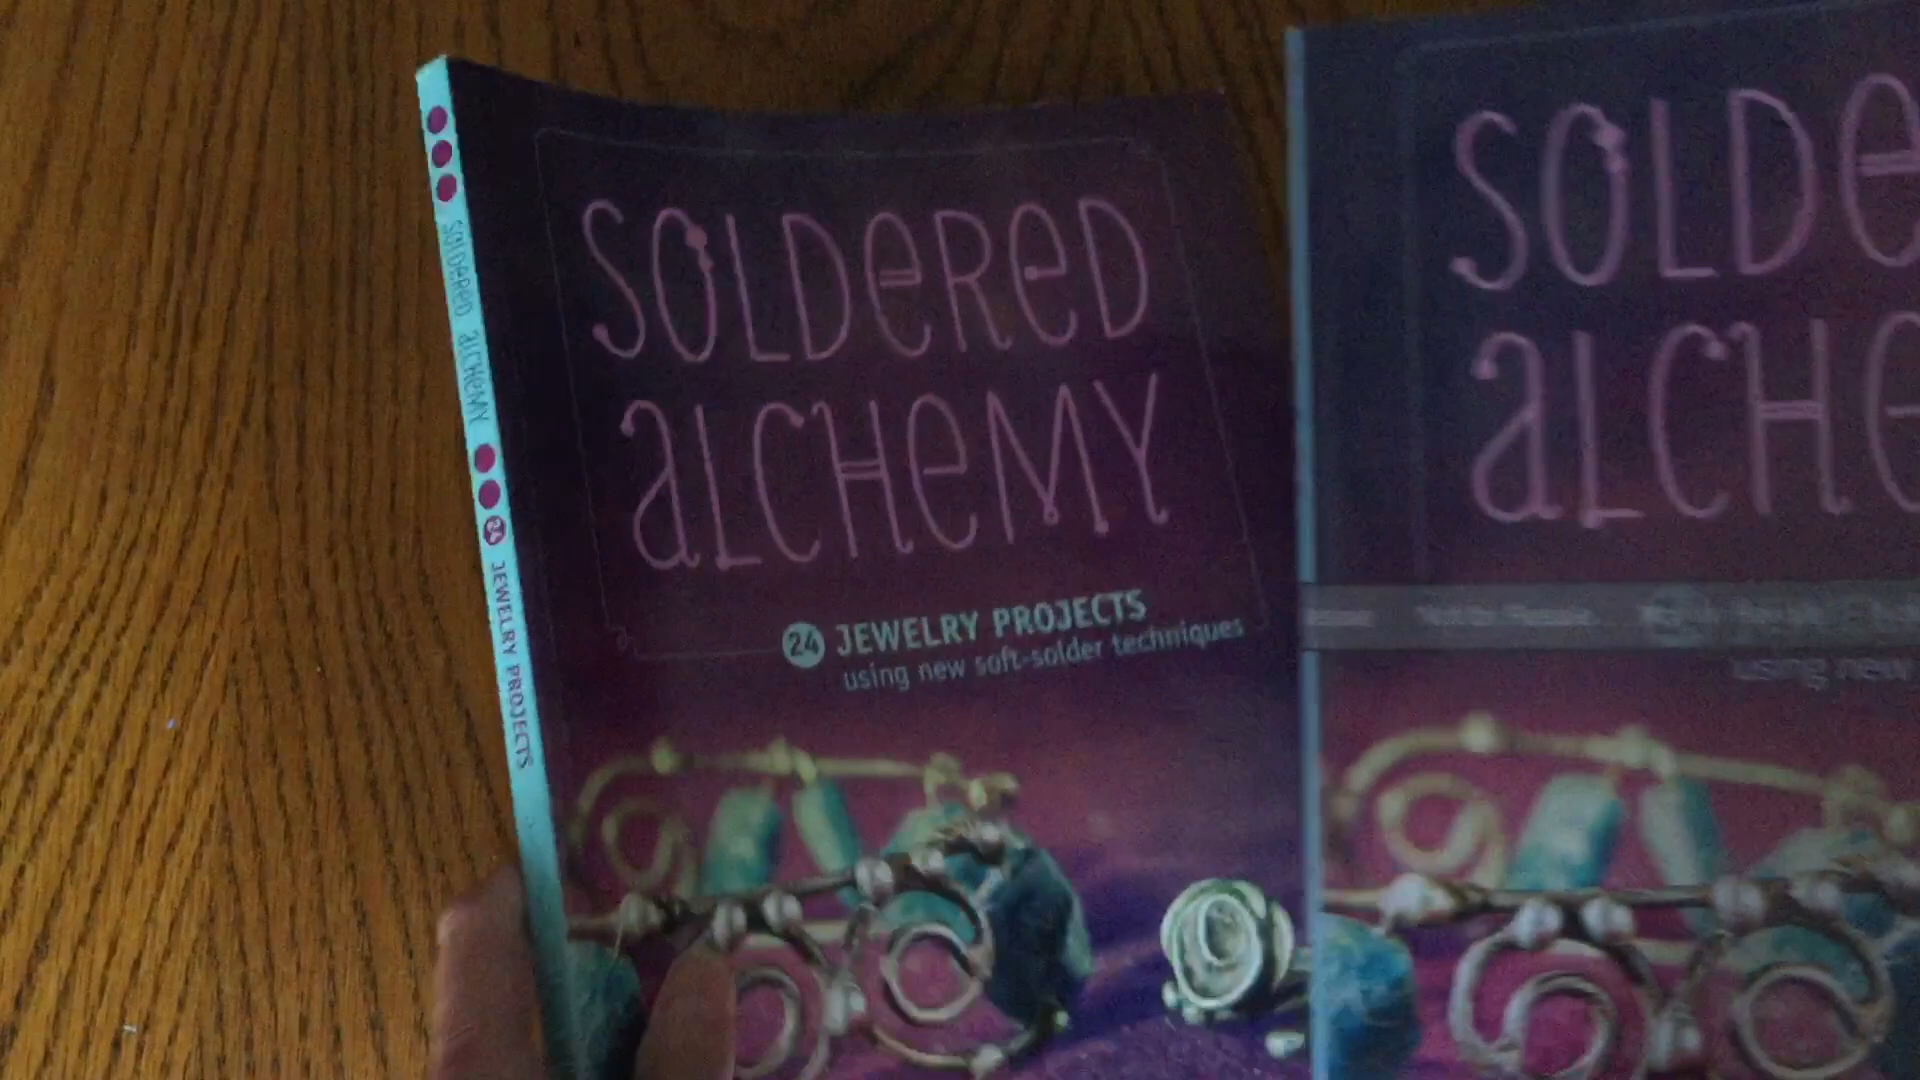 SOLDERED
ALCHEMY
24 JEWELRY PROJECTS
using new soft-solder techniques
SOLDERED ALCHEMY 24 JEWELRY PROJECTS
SOLDE
ALCHE
using new